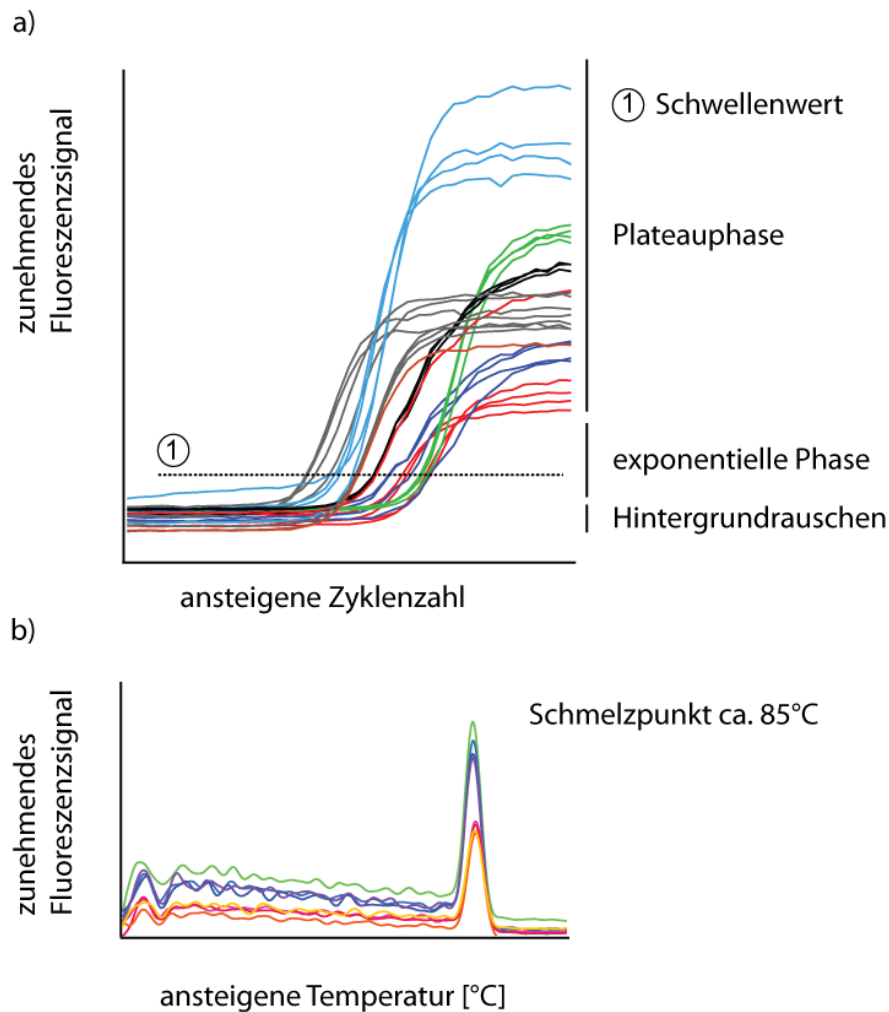 a)
zunehmendes
Fluoreszenzsignal
① Schwellenwert
Plateauphase
①
exponentielle Phase
Hintergrundrauschen
ansteigene Zyklenzahl
b)
zunehmendes
Fluoreszenzsignal
Schmelzpunkt ca. 85°C
ansteigene Temperatur [°C]